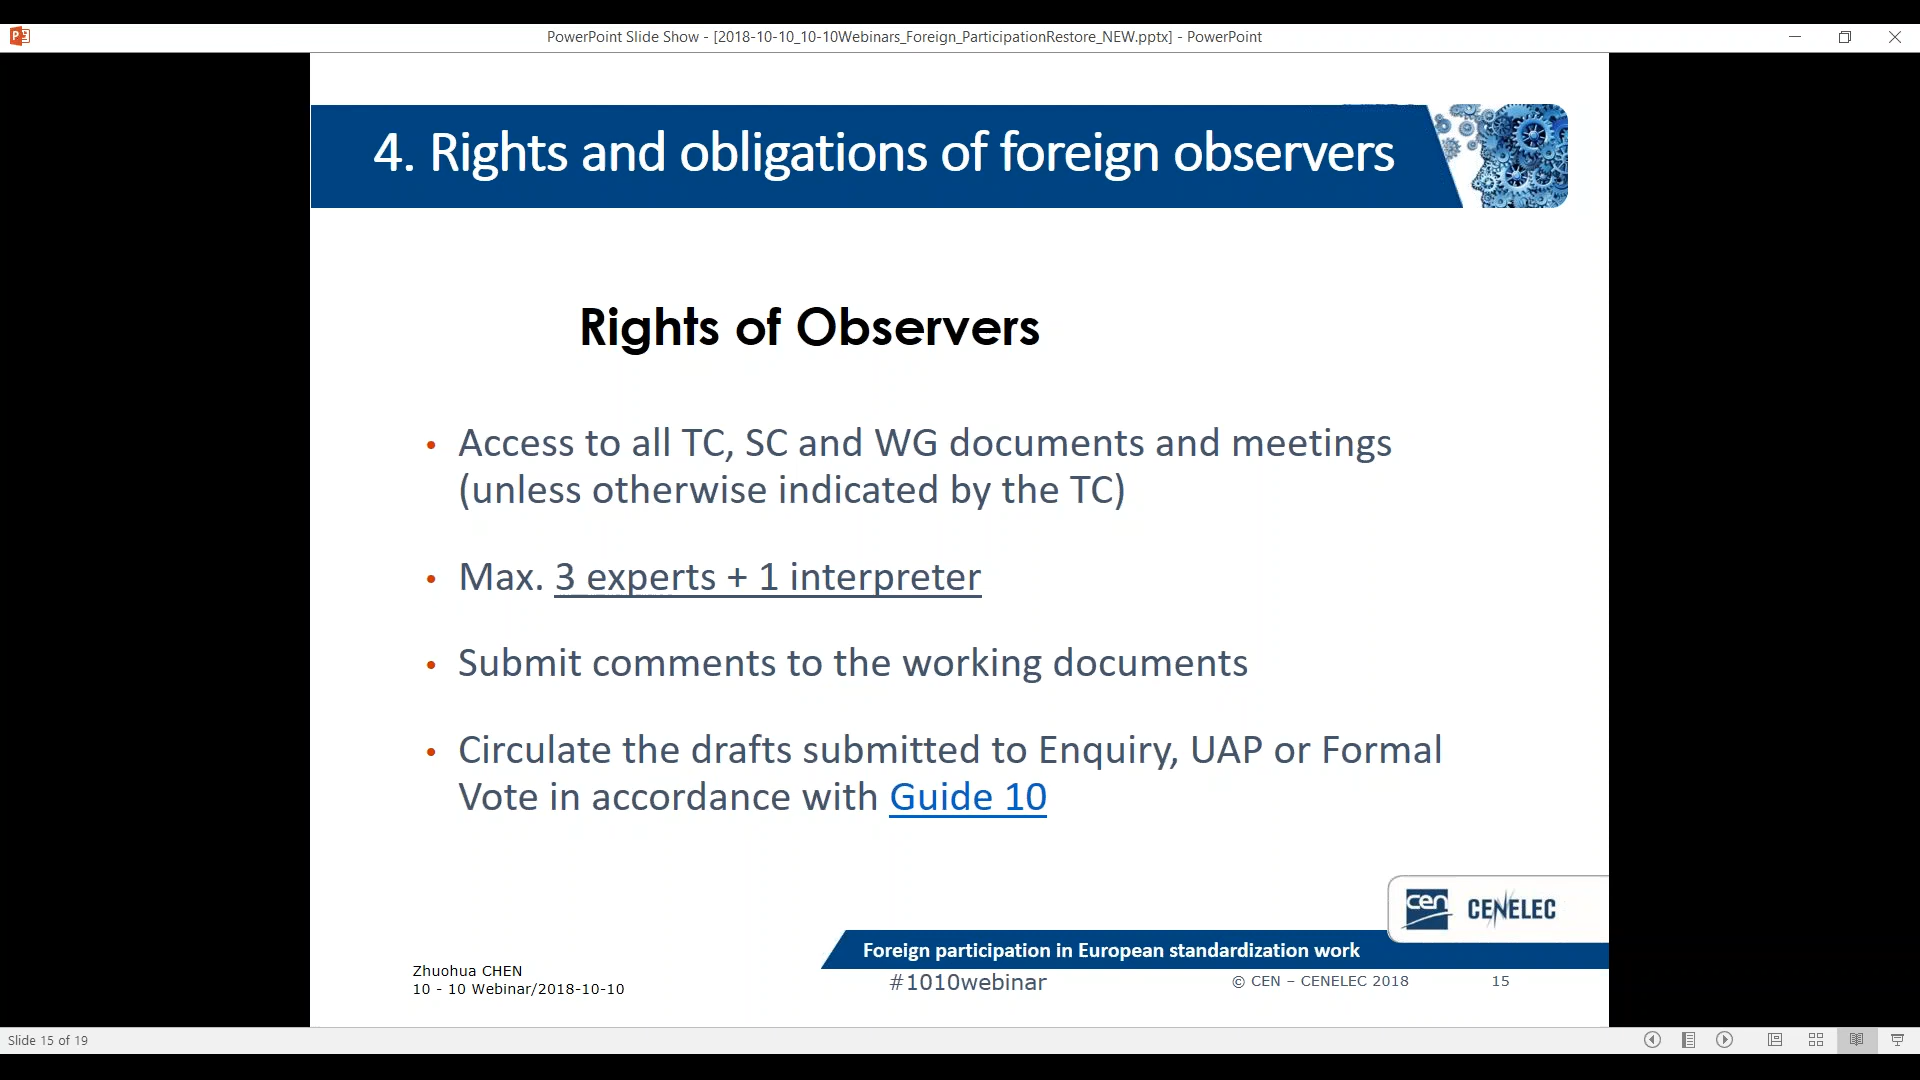 PowerPoint Slide Show - [2018-10-10_10-10Webinars_Foreign_ParticipationRestore_NEW.pptx] - PowerPoint
4. Rights and obligations of foreign observers
Rights of Observers
• Access to all TC, SC and WG documents and meetings
(unless otherwise indicated by the TC)
• Max. 3 experts + 1 interpreter
• Submit comments to the working documents
• Circulate the drafts submitted to Enquiry, UAP or Formal
Vote in accordance with Guide 10
cen CENELEC
Foreign participation in European standardization work
Zhuohua CHEN
10 - 10 Webinar/2018-10-10
#1010webinar
© CEN – CENELEC 2018
15
Slide 15 of 19